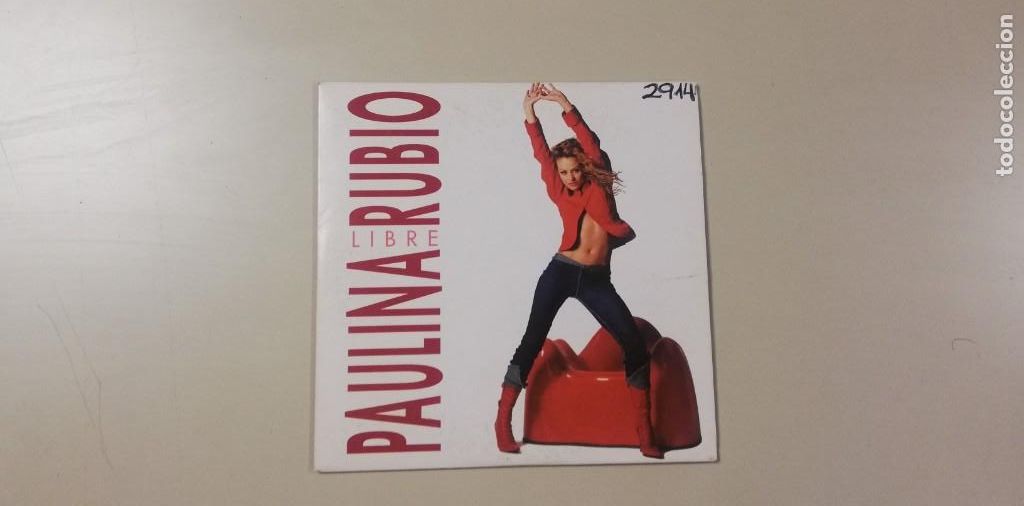 PAULINA RUBIO
LIBRE
2914
todocoleccion